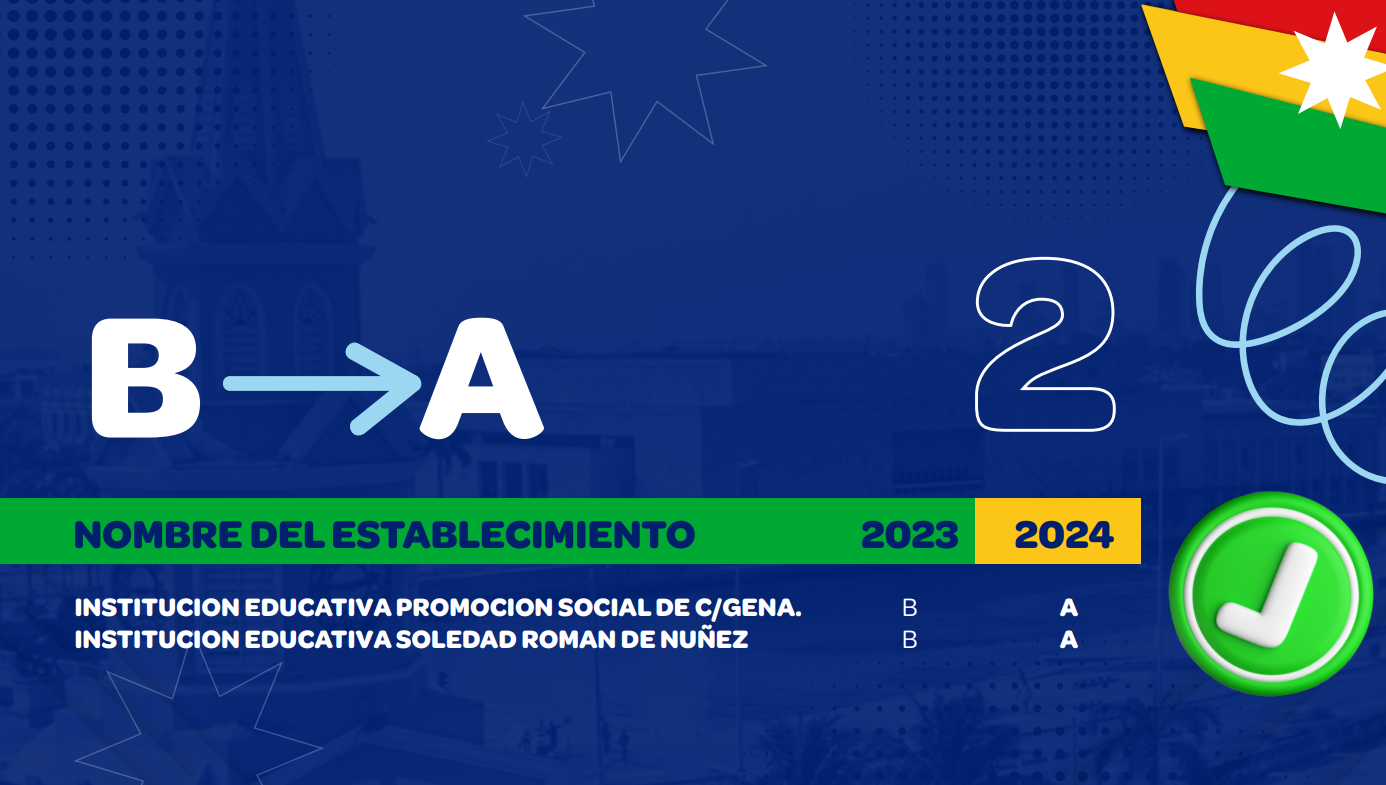 B → A
2
NOMBRE DEL ESTABLECIMIENTO 2023 2024
INSTITUCION EDUCATIVA PROMOCION SOCIAL DE C/GENA. B A
INSTITUCION EDUCATIVA SOLEDAD ROMAN DE NUÑEZ B A